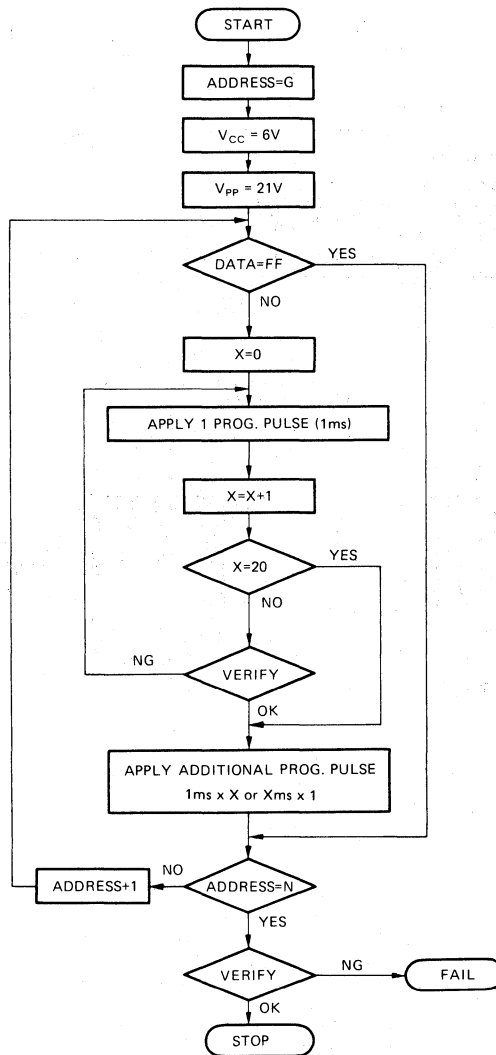 START
ADDRESS=G
VCC = 6V
VPP = 21V
DATA=FF
YES
NO
X=0
APPLY 1 PROG. PULSE (1ms)
X=X+1
X=20
YES
NO
NG
VERIFY
OK
APPLY ADDITIONAL PROG. PULSE
1ms x X or Xms x 1
NO
ADDRESS+1
ADDRESS=N
YES
VERIFY
NG
FAIL
OK
STOP